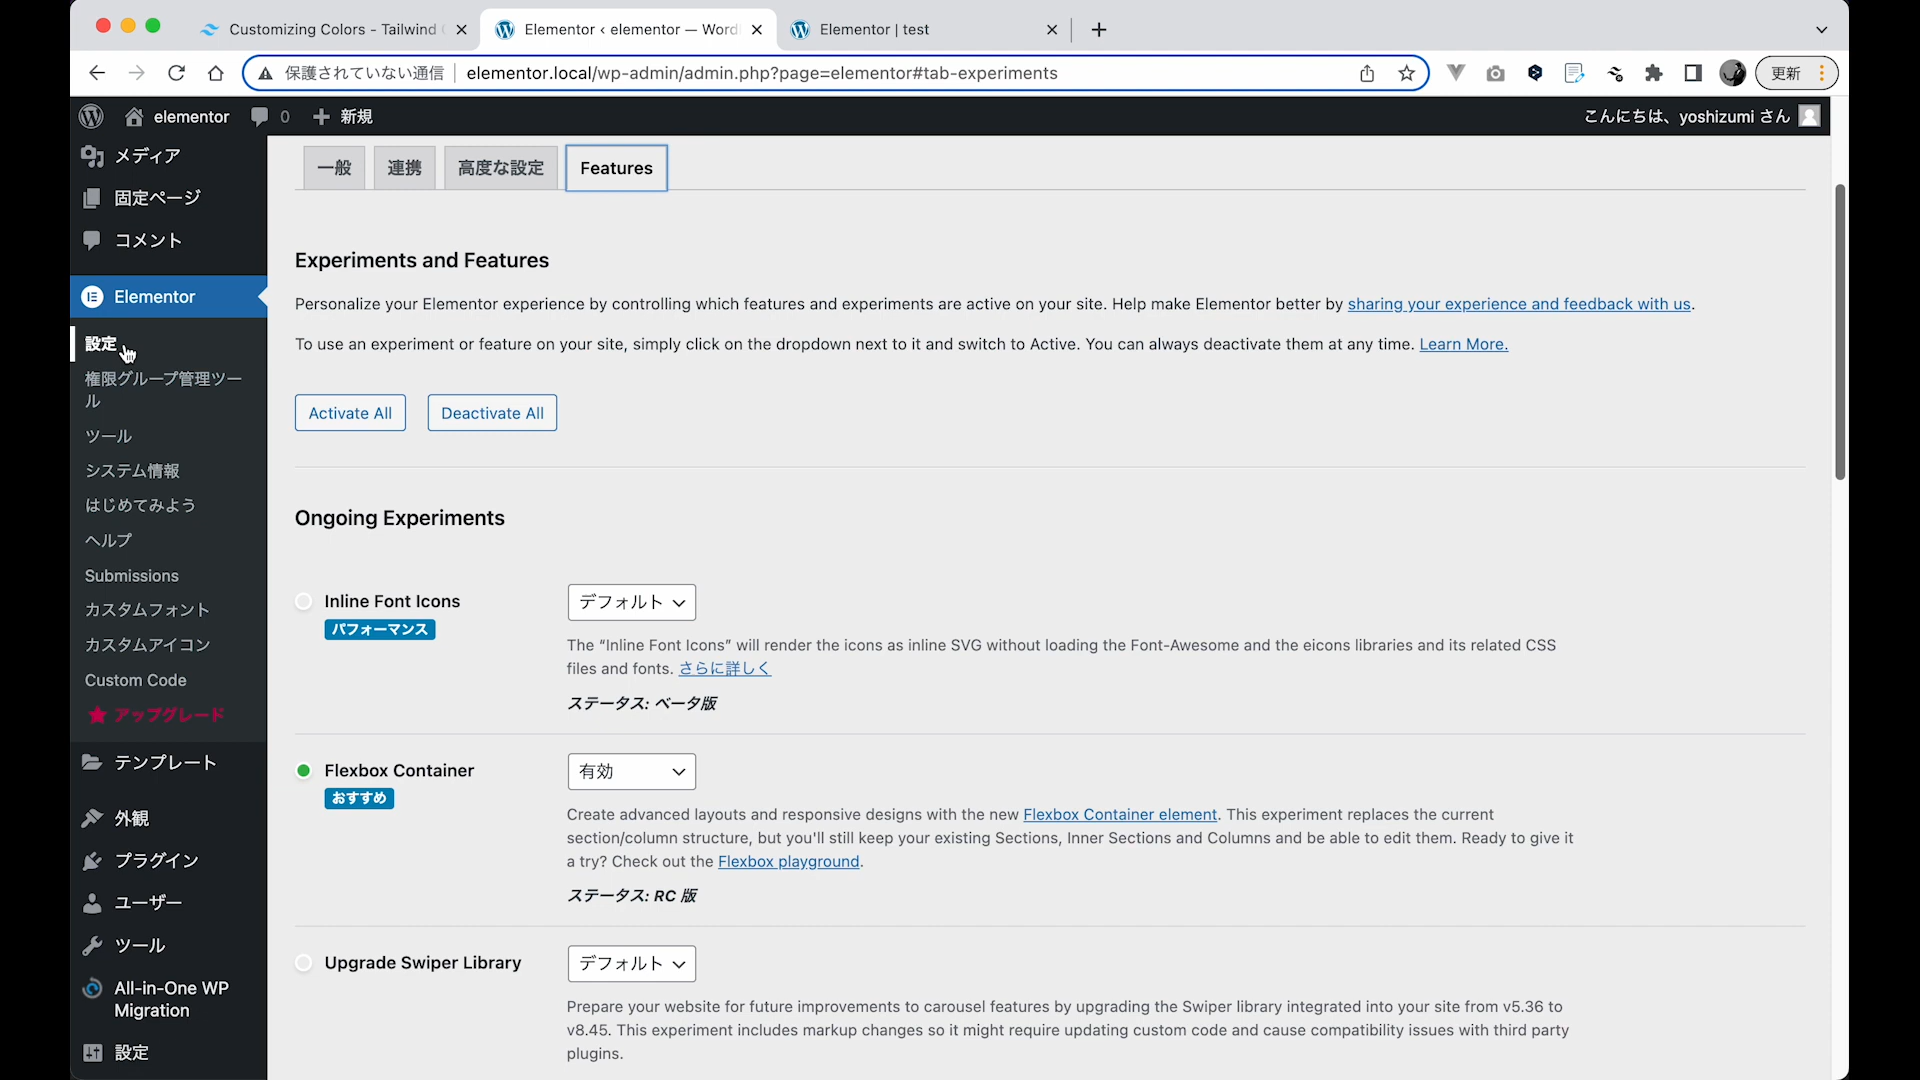 Customizing Colors - Tailwind
Elementor ‹ elementor — Word
Elementor | test
保護されていない通信
elementor.local/wp-admin/admin.php?page=elementor#tab-experiments
更新
elementor
0
新規
こんにちは、yoshizumi さん
メディア
固定ページ
コメント
Elementor
設定
権限グループ管理ツー
ル
ツール
システム情報
はじめてみよう
ヘルプ
Submissions
カスタムフォント
カスタムアイコン
Custom Code
アップグレード
テンプレート
外観
プラグイン
ユーザー
ツール
All-in-One WP
Migration
設定
一般
連携
高度な設定
Features
Experiments and Features
Personalize your Elementor experience by controlling which features and experiments are active on your site. Help make Elementor better by sharing your experience and feedback with us.
To use an experiment or feature on your site, simply click on the dropdown next to it and switch to Active. You can always deactivate them at any time. Learn More.
Activate All
Deactivate All
Ongoing Experiments
Inline Font Icons
パフォーマンス
デフォルト
The “Inline Font Icons” will render the icons as inline SVG without loading the Font-Awesome and the eicons libraries and its related CSS
files and fonts. さらに詳しく
ステータス: ベータ版
Flexbox Container
おすすめ
有効
Create advanced layouts and responsive designs with the new Flexbox Container element. This experiment replaces the current
section/column structure, but you'll still keep your existing Sections, Inner Sections and Columns and be able to edit them. Ready to give it
a try? Check out the Flexbox playground.
ステータス: RC 版
Upgrade Swiper Library
デフォルト
Prepare your website for future improvements to carousel features by upgrading the Swiper library integrated into your site from v5.36 to
v8.45. This experiment includes markup changes so it might require updating custom code and cause compatibility issues with third party
plugins.